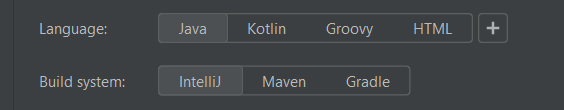 Language: Java Kotlin Groovy HTML +
Build system: IntelliJ Maven Gradle